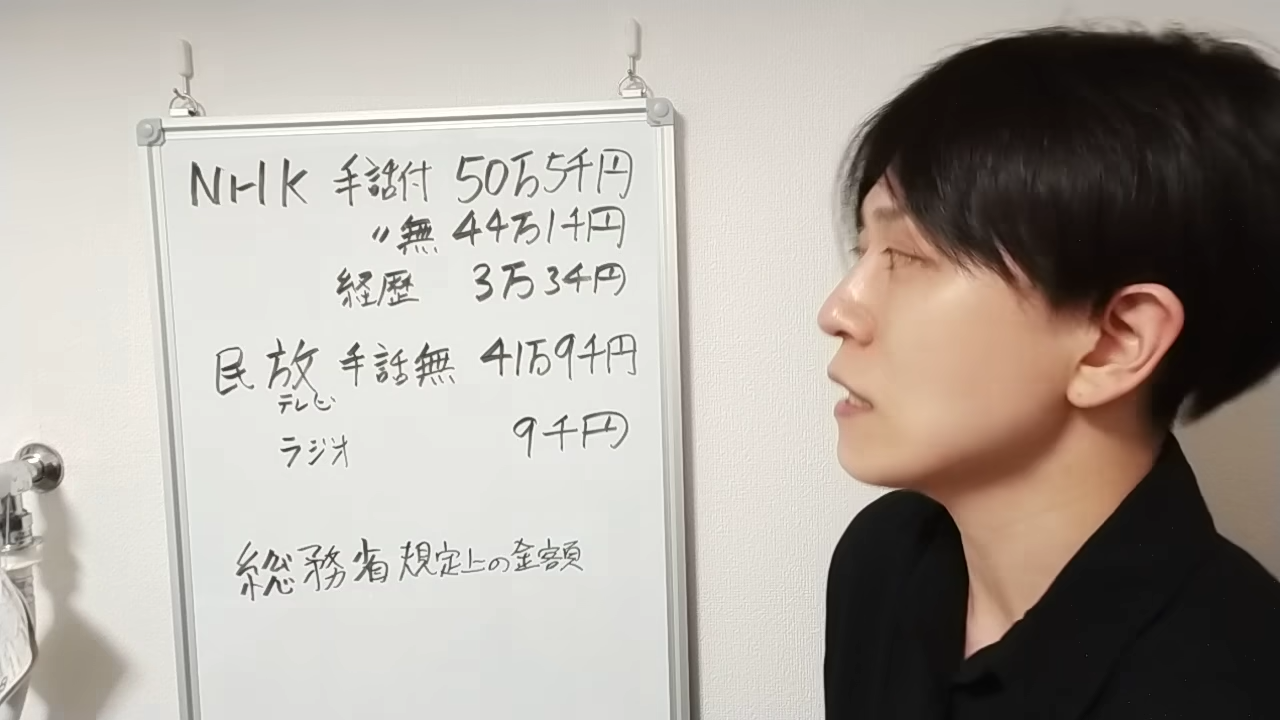 NHK 手話付 50万5千円
〃無 44万1千円
経歴 3万34円
民放 手話無 41万9千円
テレビ
ラジオ 9千円
総務省規定上の金額